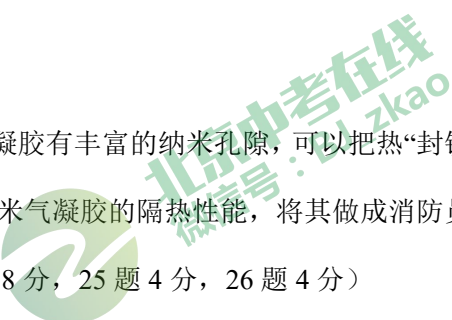 北京中考在线
微信号:BJ_zkao
凝胶有丰富的纳米孔隙，可以把热“封
米气凝胶的隔热性能，将其做成消防
8 分，25 题 4 分，26 题 4 分）